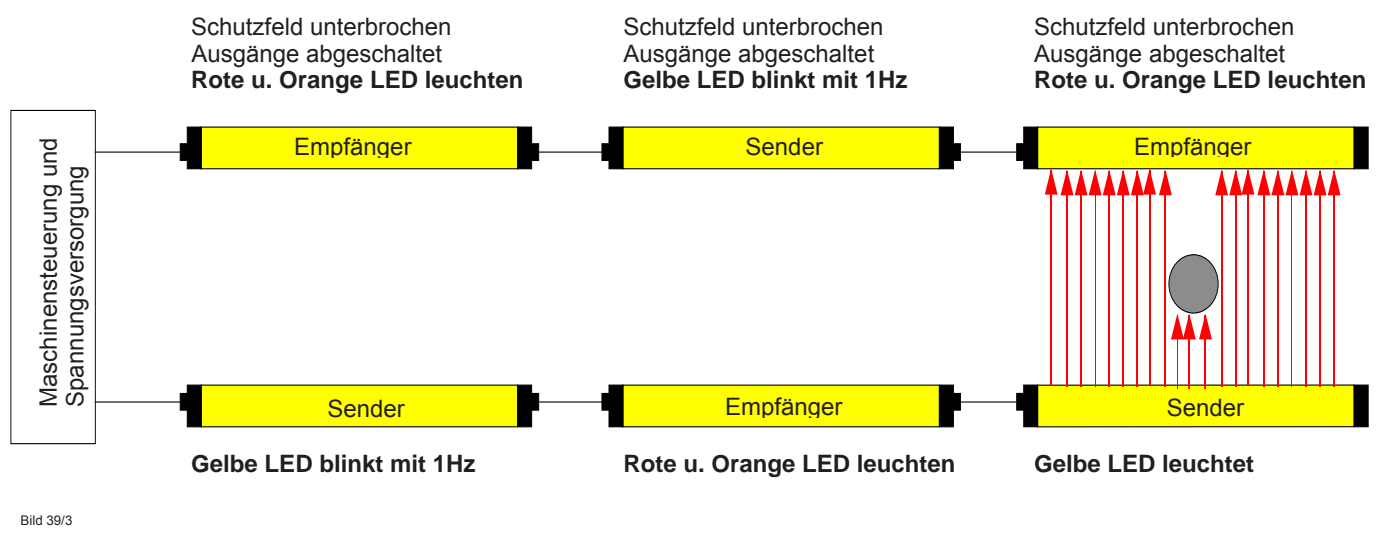 Schutzfeld unterbrochen
Ausgänge abgeschaltet
Rote u. Orange LED leuchten
Schutzfeld unterbrochen
Ausgänge abgeschaltet
Gelbe LED blinkt mit 1Hz
Schutzfeld unterbrochen
Ausgänge abgeschaltet
Rote u. Orange LED leuchten
Maschinensteuerung und
Spannungsversorgung
Empfänger
Sender
Empfänger
Sender
Empfänger
Sender
Gelbe LED blinkt mit 1Hz
Rote u. Orange LED leuchten
Gelbe LED leuchtet
Bild 39/3